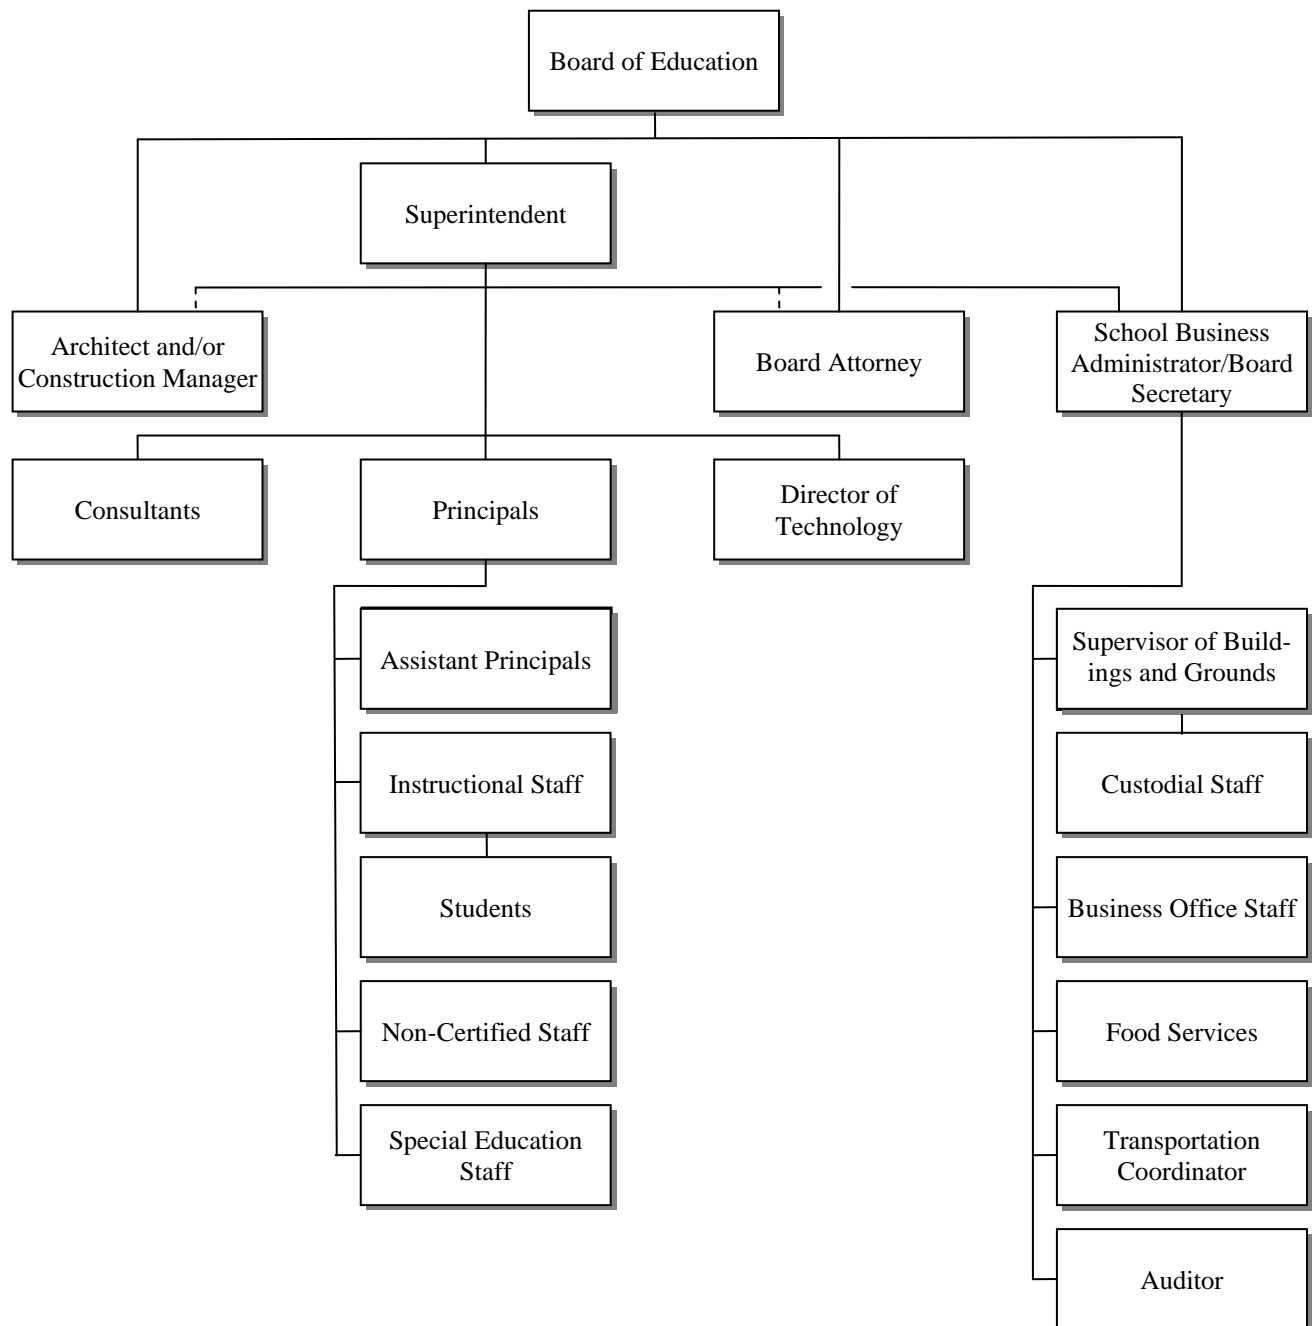 Board of Education
Superintendent
Architect and/or
Construction Manager
Board Attorney
School Business
Administrator/Board
Secretary
Consultants
Principals
Director of
Technology
Assistant Principals
Supervisor of Build-
ings and Grounds
Instructional Staff
Custodial Staff
Students
Business Office Staff
Non-Certified Staff
Food Services
Special Education
Staff
Transportation
Coordinator
Auditor